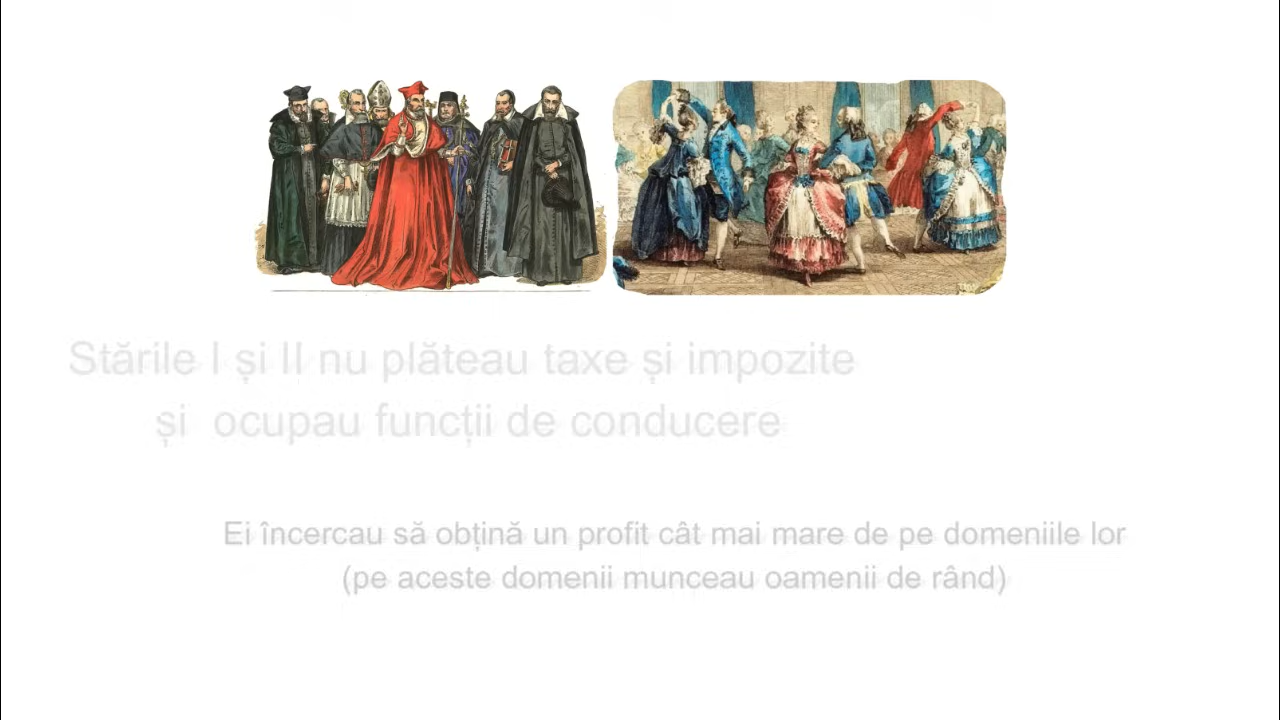 Stările I și II nu plăteau taxe și impozite
și ocupau funcții de conducere
Ei încercau să obțină un profit cât mai mare de pe domeniile lor
(pe aceste domenii munceau oamenii de rând)